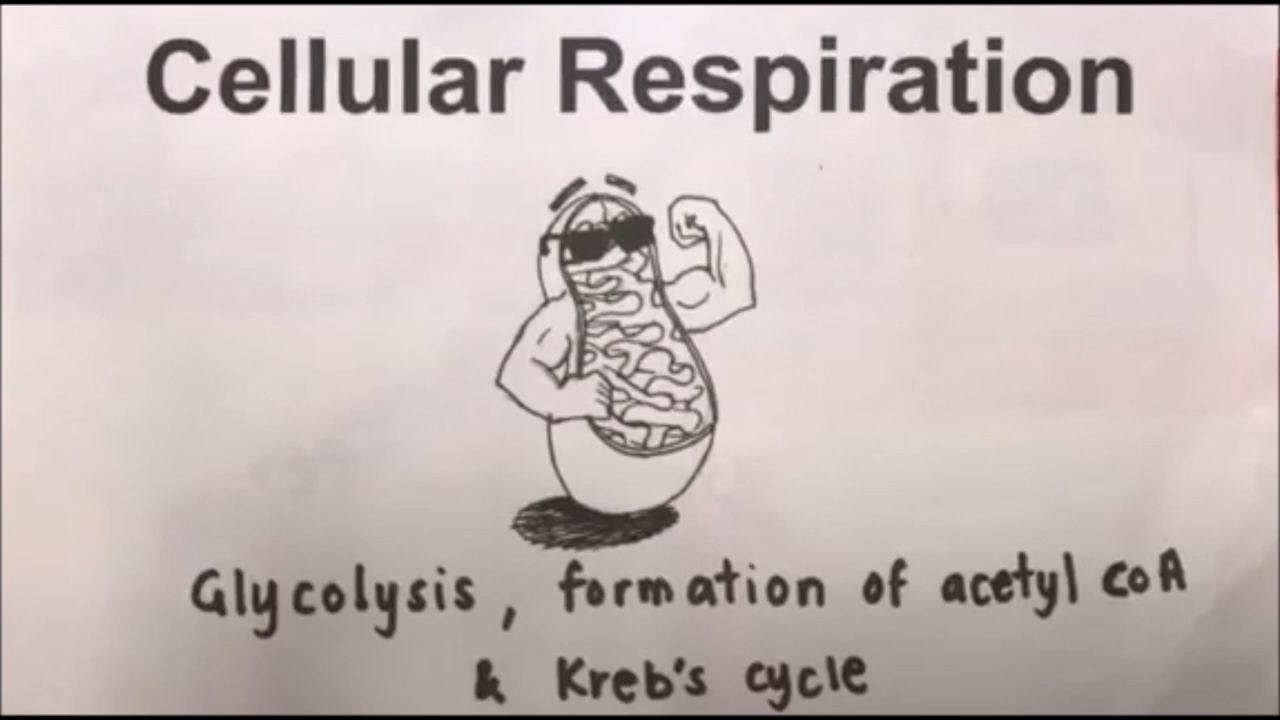 Cellular Respiration
Glycolysis, formation of acetyl coA
& Kreb's cycle